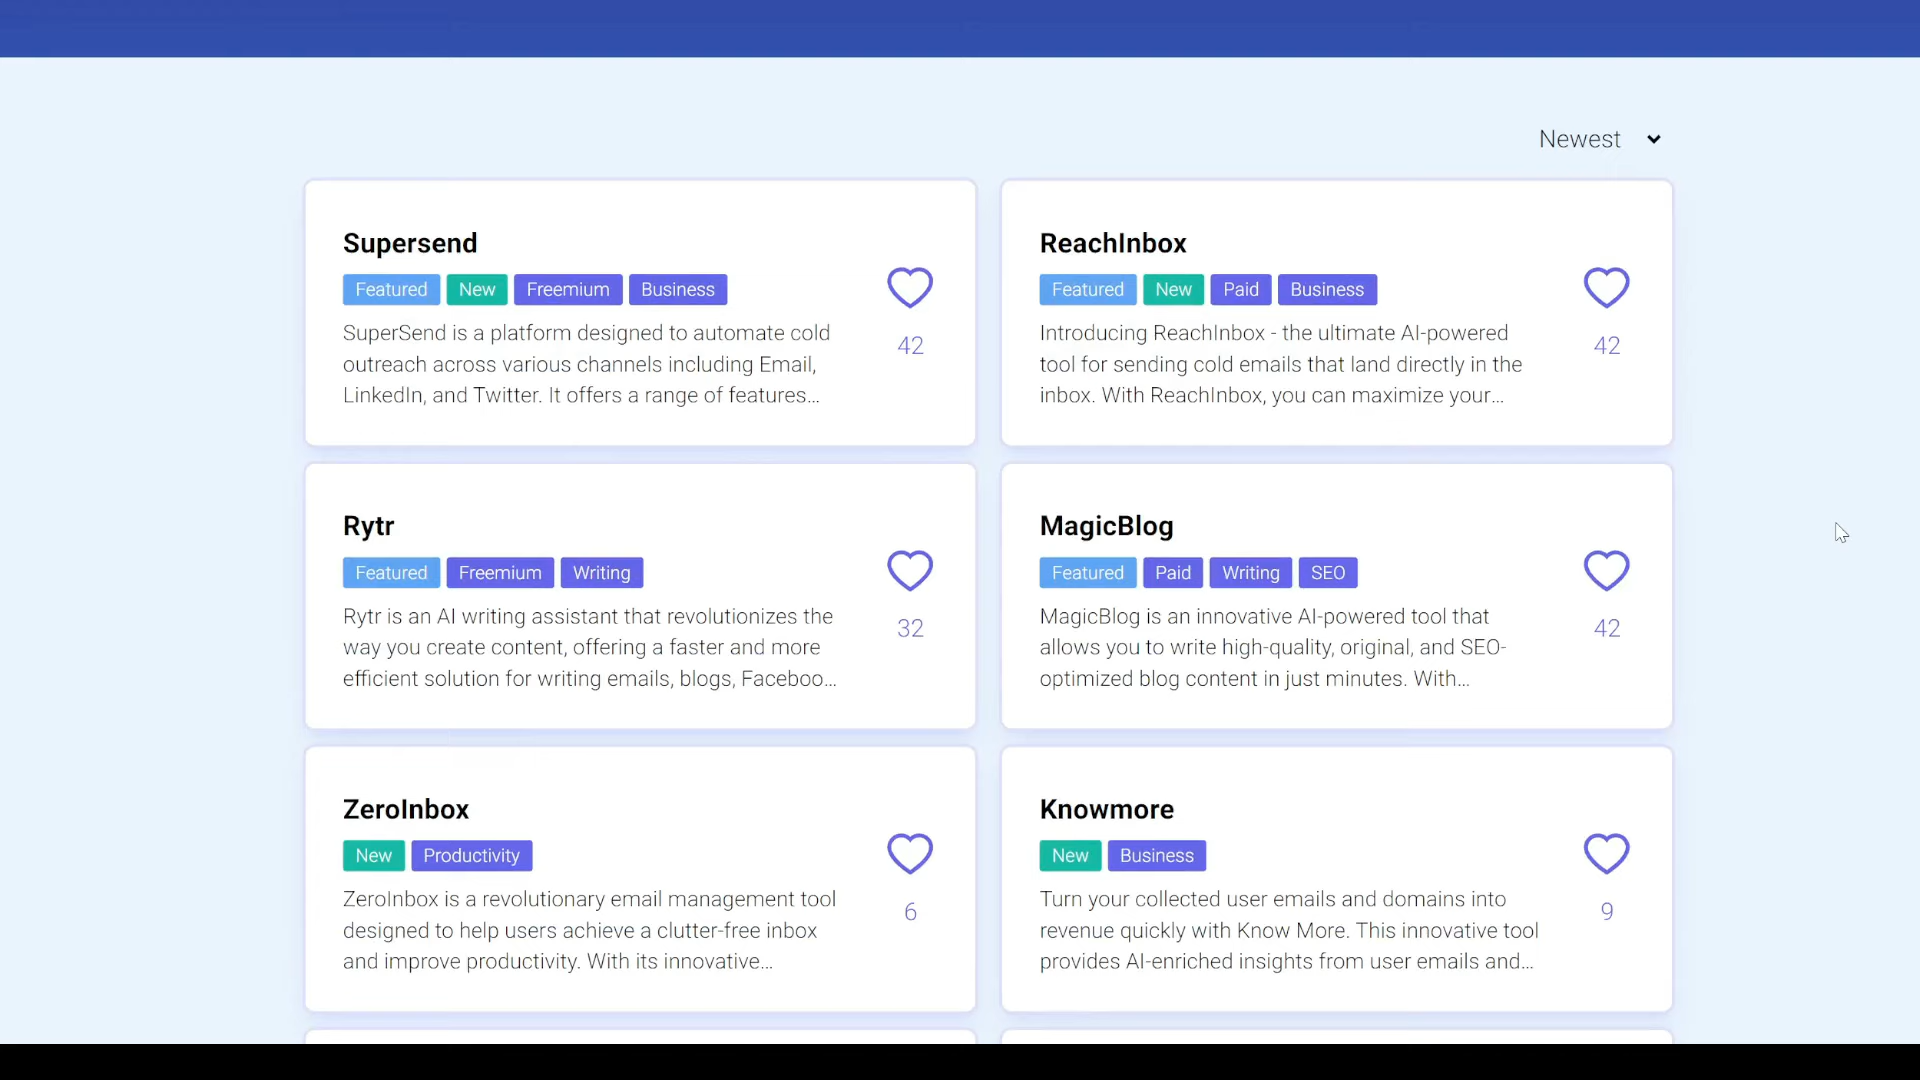 Newest
Supersend
Featured New Freemium Business
SuperSend is a platform designed to automate cold
outreach across various channels including Email,
LinkedIn, and Twitter. It offers a range of features...
42
ReachInbox
Featured New Paid Business
Introducing ReachInbox - the ultimate AI-powered
tool for sending cold emails that land directly in the
inbox. With ReachInbox, you can maximize your...
42
Rytr
Featured Freemium Writing
Rytr is an AI writing assistant that revolutionizes the
way you create content, offering a faster and more
efficient solution for writing emails, blogs, Faceboo...
32
MagicBlog
Featured Paid Writing SEO
MagicBlog is an innovative AI-powered tool that
allows you to write high-quality, original, and SEO-
optimized blog content in just minutes. With...
42
ZeroInbox
New Productivity
ZeroInbox is a revolutionary email management tool
designed to help users achieve a clutter-free inbox
and improve productivity. With its innovative...
6
Knowmore
New Business
Turn your collected user emails and domains into
revenue quickly with Know More. This innovative tool
provides AI-enriched insights from user emails and...
9